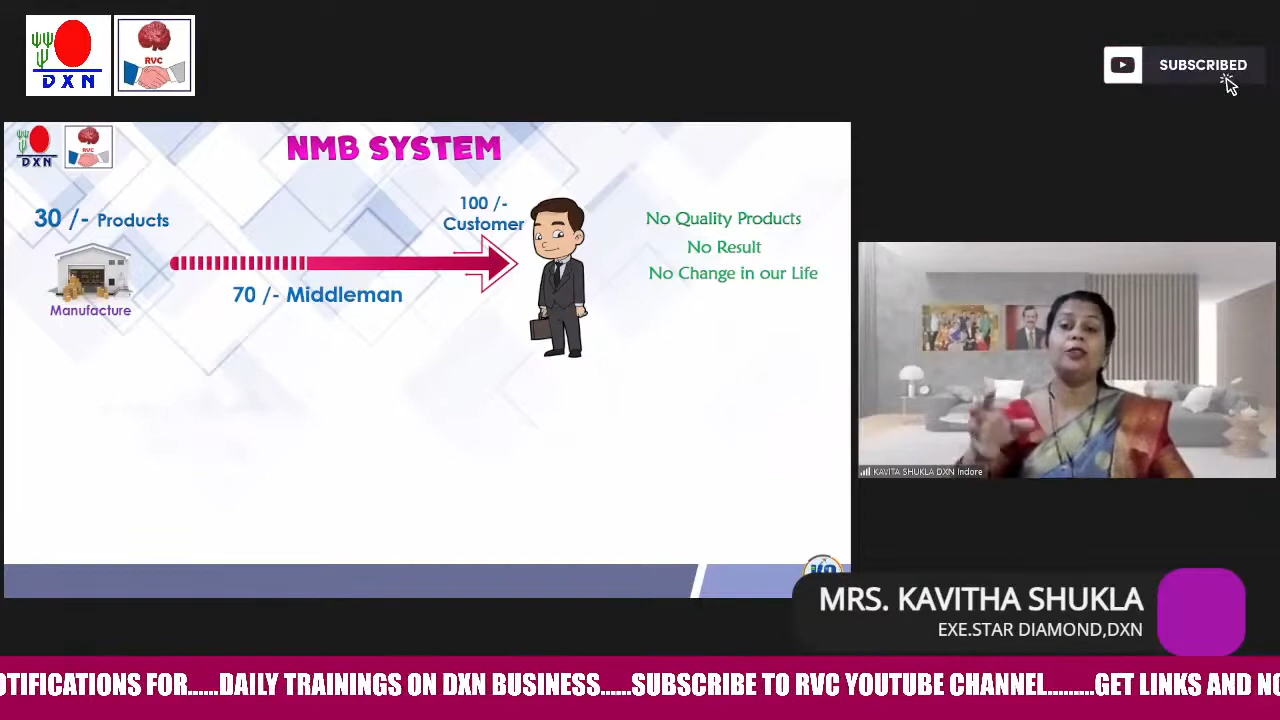 DXN
RVC
SUBSCRIBED
DXN
RVC
NMB SYSTEM
30 /- Products
100 /-
Customer
Manufacture
70 /- Middleman
No Quality Products
No Result
No Change in our Life
KAVITA SHUKLA DXN Indore
MRS. KAVITHA SHUKLA
EXE.STAR DIAMOND,DXN
OTIFICATIONS FOR......DAILY TRAININGS ON DXN BUSINESS......SUBSCRIBE TO RVC YOUTUBE CHANNEL.........GET LINKS AND NO